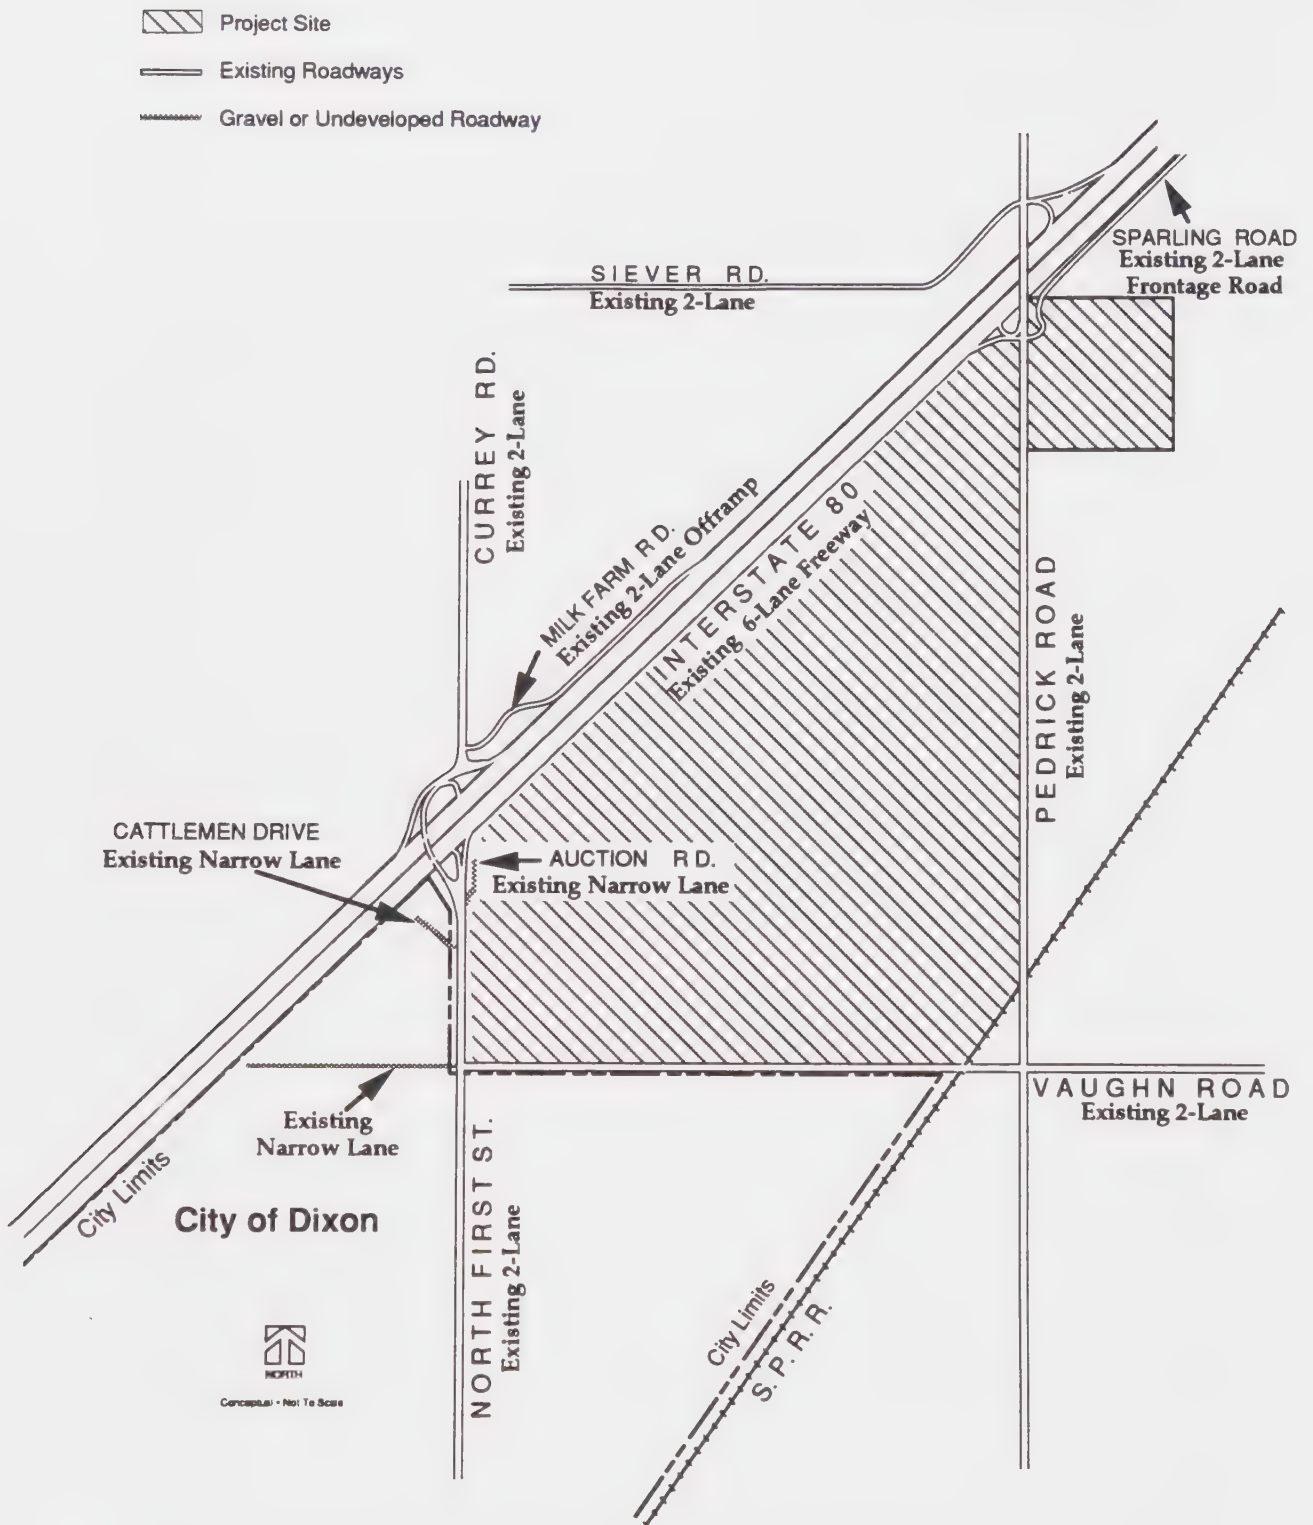 Project Site
Existing Roadways
Gravel or Undeveloped Roadway
SPARLING ROAD
Existing 2-Lane
Frontage Road
SIEVER RD.
Existing 2-Lane
CURREY RD.
Existing 2-Lane
MILK FARM RD.
Existing 2-Lane Offramp
INTERSTATE 80
Existing 6-Lane Freeway
PEDRICK ROAD
Existing 2-Lane
CATTLEMEN DRIVE
Existing Narrow Lane
AUCTION RD.
Existing Narrow Lane
VAUGHN ROAD
Existing 2-Lane
Existing
Narrow Lane
City Limits
City of Dixon
NORTH FIRST ST.
Existing 2-Lane
City Limits
S. P. R. R.
NORTH
Conceptual - Not To Scale